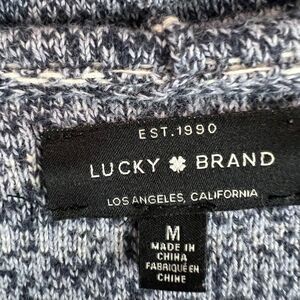 EST.1990
LUCKY BRAND
LOS ANGELES, CALIFORNIA
M
MADE IN
CHINA
FABRIQUÉ EN
CHINE